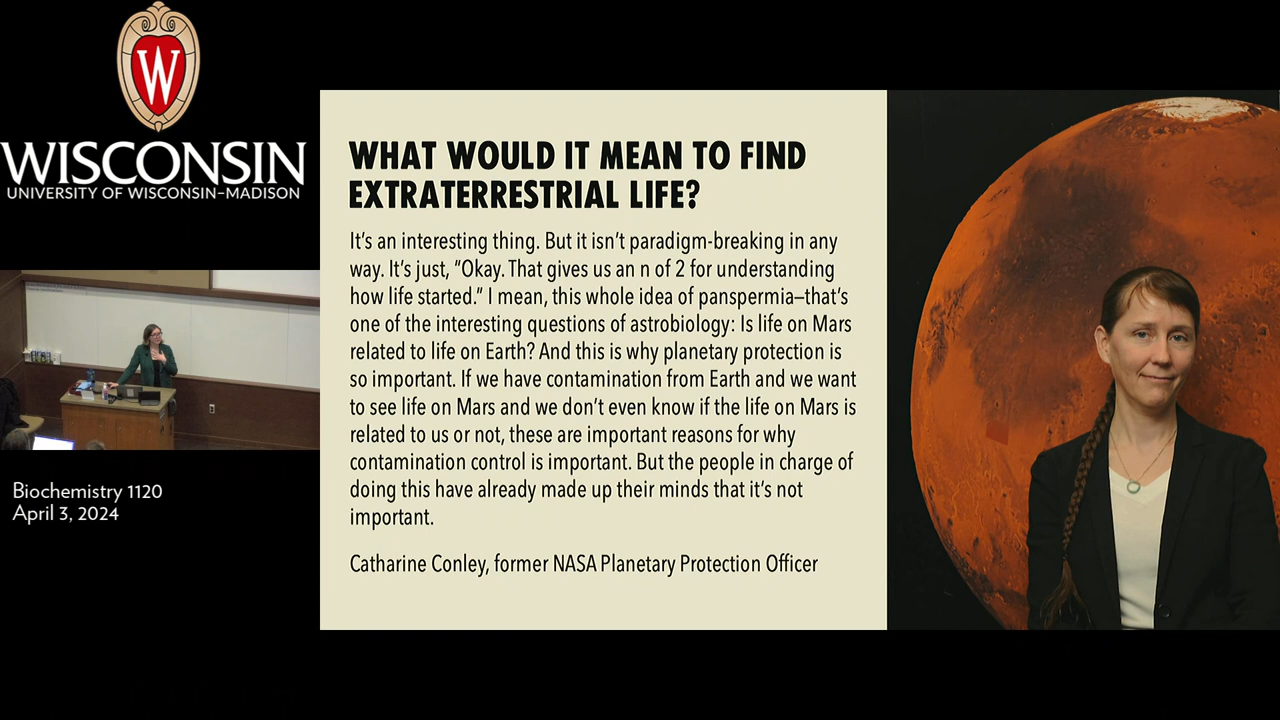 W
WISCONSIN
UNIVERSITY OF WISCONSIN–MADISON
Biochemistry 1120
April 3, 2024
WHAT WOULD IT MEAN TO FIND
EXTRATERRESTRIAL LIFE?
It's an interesting thing. But it isn't paradigm-breaking in any
way. It's just, “Okay. That gives us an n of 2 for understanding
how life started.” I mean, this whole idea of panspermia—that's
one of the interesting questions of astrobiology: Is life on Mars
related to life on Earth? And this is why planetary protection is
so important. If we have contamination from Earth and we want
to see life on Mars and we don't even know if the life on Mars is
related to us or not, these are important reasons for why
contamination control is important. But the people in charge of
doing this have already made up their minds that it's not
important.
Catharine Conley, former NASA Planetary Protection Officer